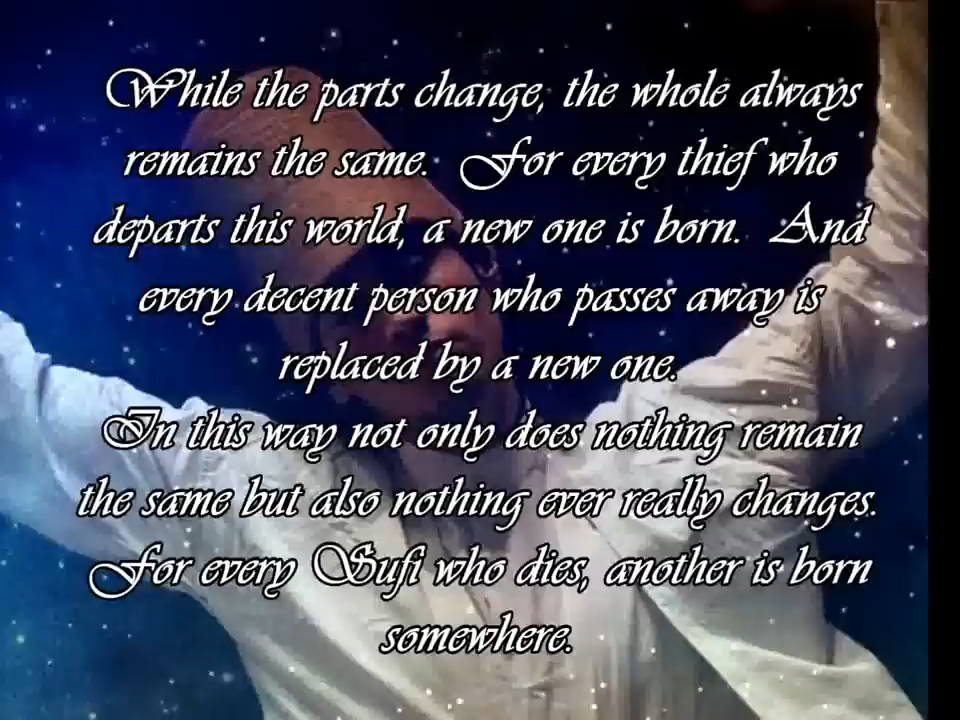 While the parts change, the whole always
remains the same. For every thief who
departs this world, a new one is born. And
every decent person who passes away is
replaced by a new one.
In this way not only does nothing remain
the same but also nothing ever really changes.
For every Sufi who dies, another is born
somewhere.